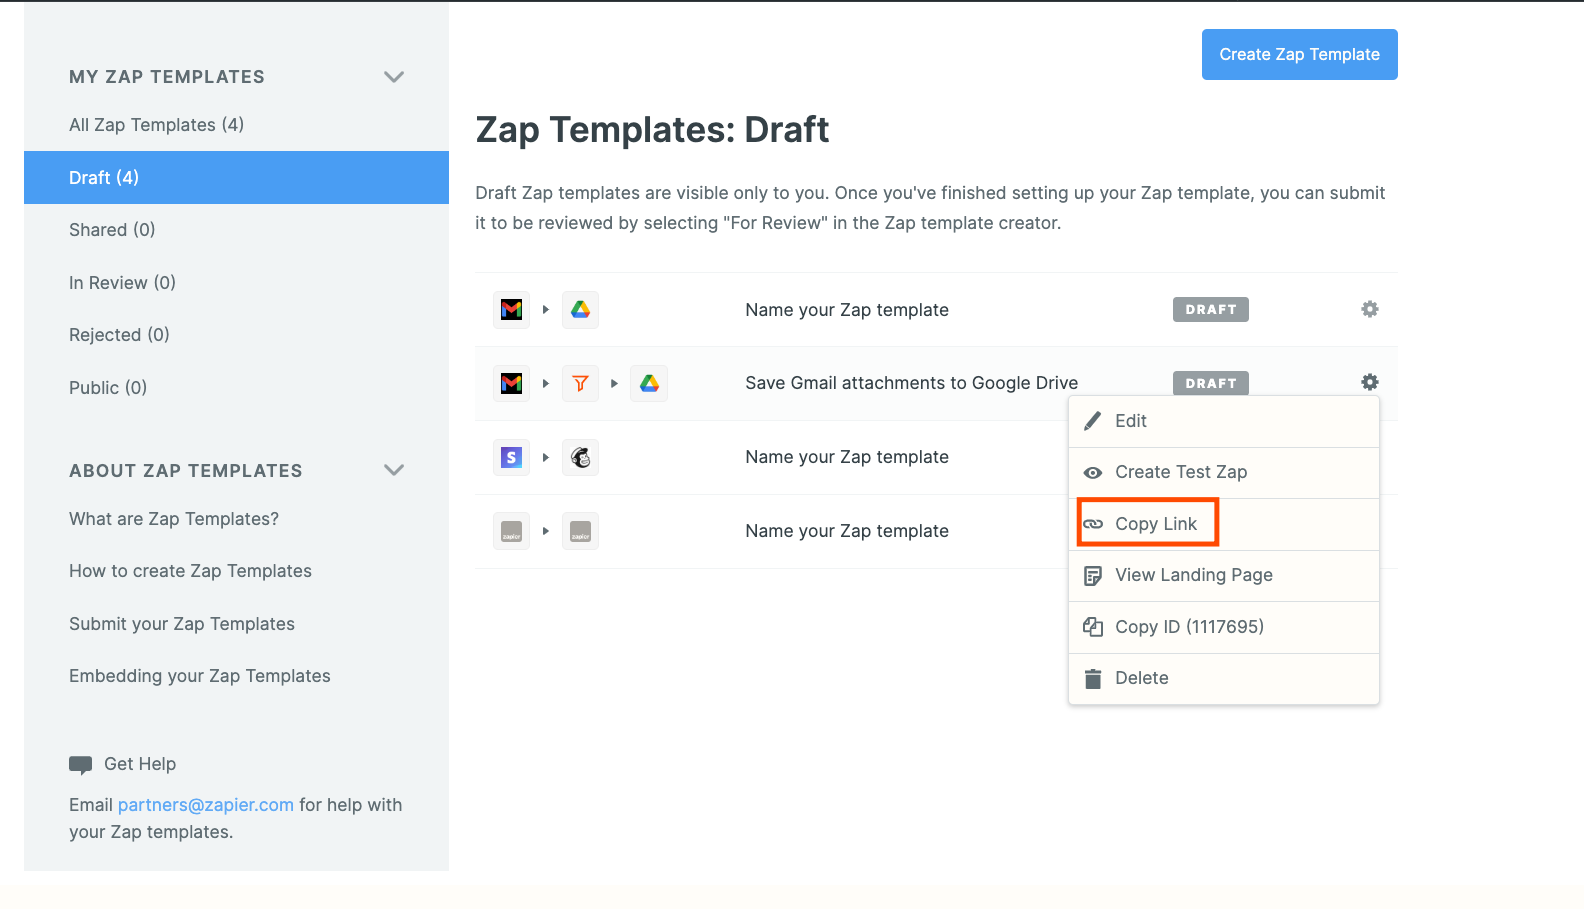 MY ZAP TEMPLATES
All Zap Templates (4)
Draft (4)
Shared (0)
In Review (0)
Rejected (0)
Public (0)
ABOUT ZAP TEMPLATES
What are Zap Templates?
How to create Zap Templates
Submit your Zap Templates
Embedding your Zap Templates
Get Help
Email partners@zapier.com for help with
your Zap templates.
Create Zap Template
Zap Templates: Draft
Draft Zap templates are visible only to you. Once you've finished setting up your Zap template, you can submit
it to be reviewed by selecting "For Review" in the Zap template creator.
Name your Zap template DRAFT
Save Gmail attachments to Google Drive DRAFT
S Name your Zap template
zapier zapier Name your Zap template
Edit
Create Test Zap
Copy Link
View Landing Page
Copy ID (1117695)
Delete